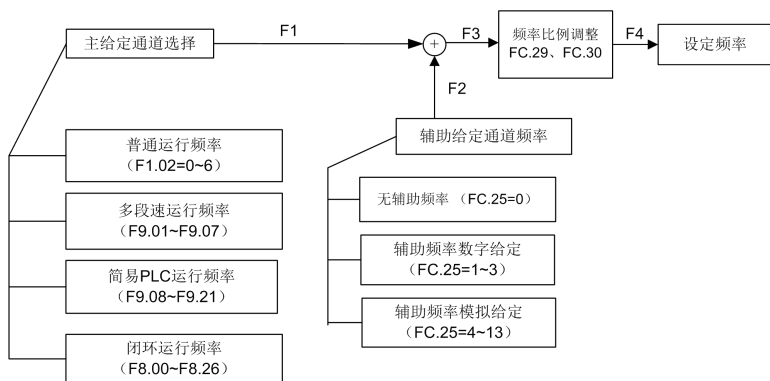 主给定通道选择
F1
F3
频率比例调整
FC.29、FC.30
F4
设定频率
F2
辅助给定通道频率
普通运行频率
（F1.02=0~6）
多段速运行频率
（F9.01~F9.07）
简易PLC运行频率
（F9.08~F9.21）
闭环运行频率
（F8.00~F8.26）
无辅助频率 （FC.25=0）
辅助频率数字给定
（FC.25=1~3）
辅助频率模拟给定
（FC.25=4~13）